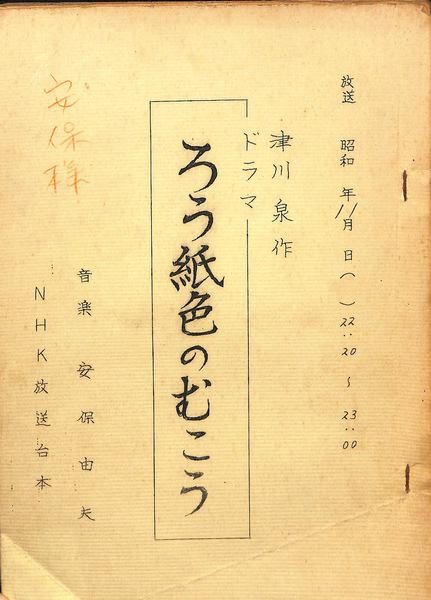 放送 昭和 年11月 日( ) 22:20 〜 23:00
津川 泉 作
ドラマ
ろう紙色のむこう
音楽 安保由夫
NHK放送台本
安保様